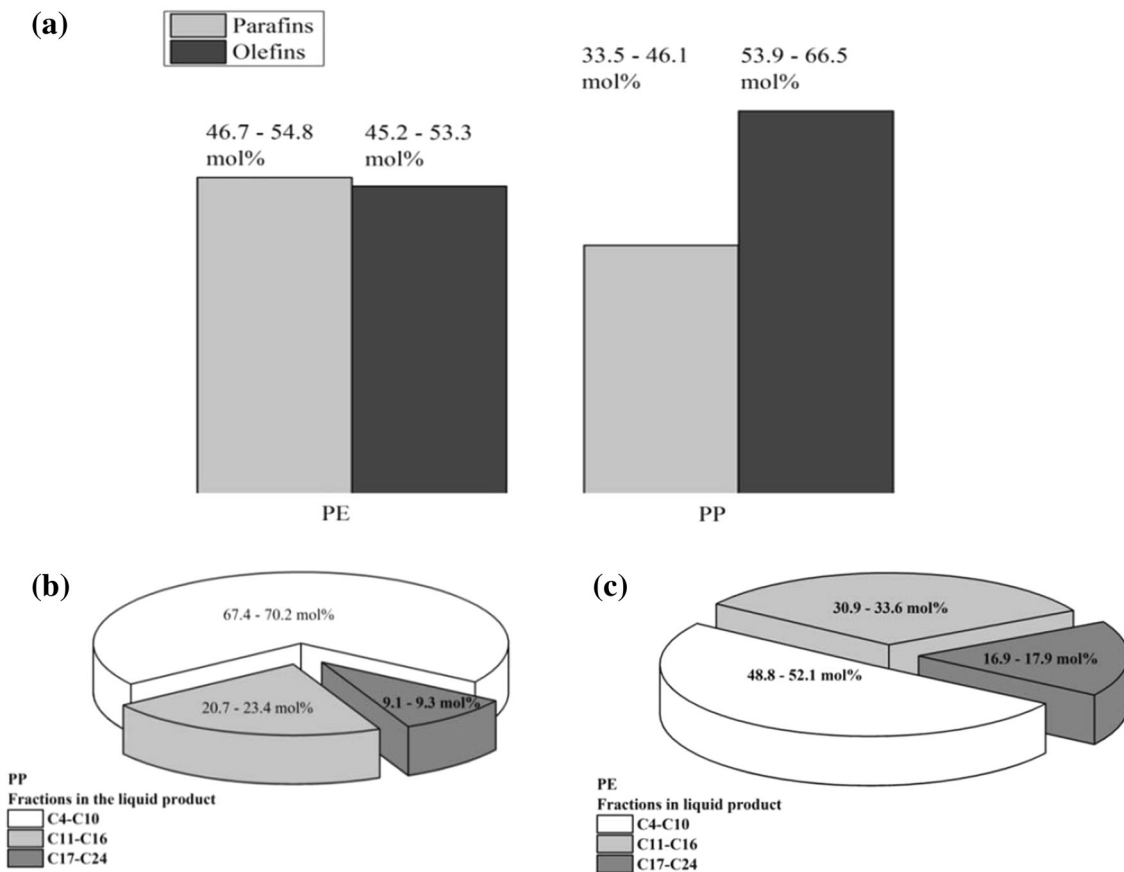 (a)
Parafins
Olefins
46.7 - 54.8
mol%
45.2 - 53.3
mol%
33.5 - 46.1
mol%
53.9 - 66.5
mol%
PE
PP
(b)
67.4 - 70.2 mol%
20.7 - 23.4 mol%
9.1 - 9.3 mol%
PP
Fractions in the liquid product
C4-C10
C11-C16
C17-C24
(c)
30.9 - 33.6 mol%
16.9 - 17.9 mol%
48.8 - 52.1 mol%
PE
Fractions in liquid product
C4-C10
C11-C16
C17-C24